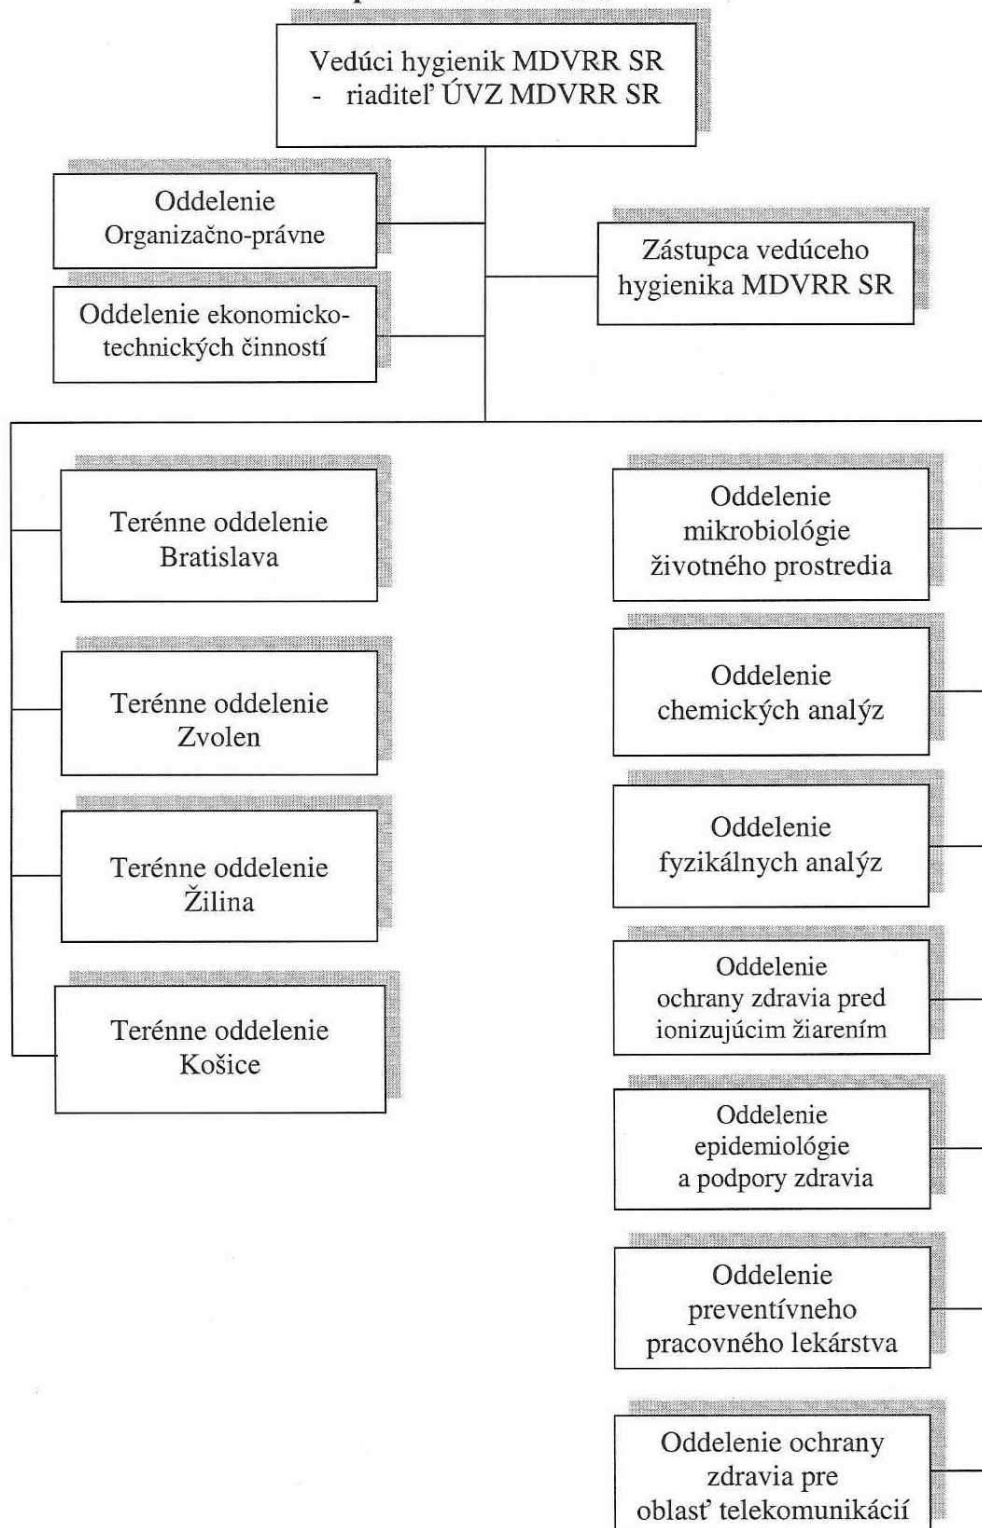 Vedúci hygienik MDVRR SR
- riaditeľ ÚVZ MDVRR SR
Oddelenie
Organizačno-právne
Zástupca vedúceho
hygienika MDVRR SR
Oddelenie ekonomicko-
technických činností
Terénne oddelenie
Bratislava
Terénne oddelenie
Zvolen
Terénne oddelenie
Žilina
Terénne oddelenie
Košice
Oddelenie
mikrobiológie
životného prostredia
Oddelenie
chemických analýz
Oddelenie
fyzikálnych analýz
Oddelenie
ochrany zdravia pred
ionizujúcim žiarením
Oddelenie
epidemiológie
a podpory zdravia
Oddelenie
preventívneho
pracovného lekárstva
Oddelenie ochrany
zdravia pre
oblasť telekomunikácií